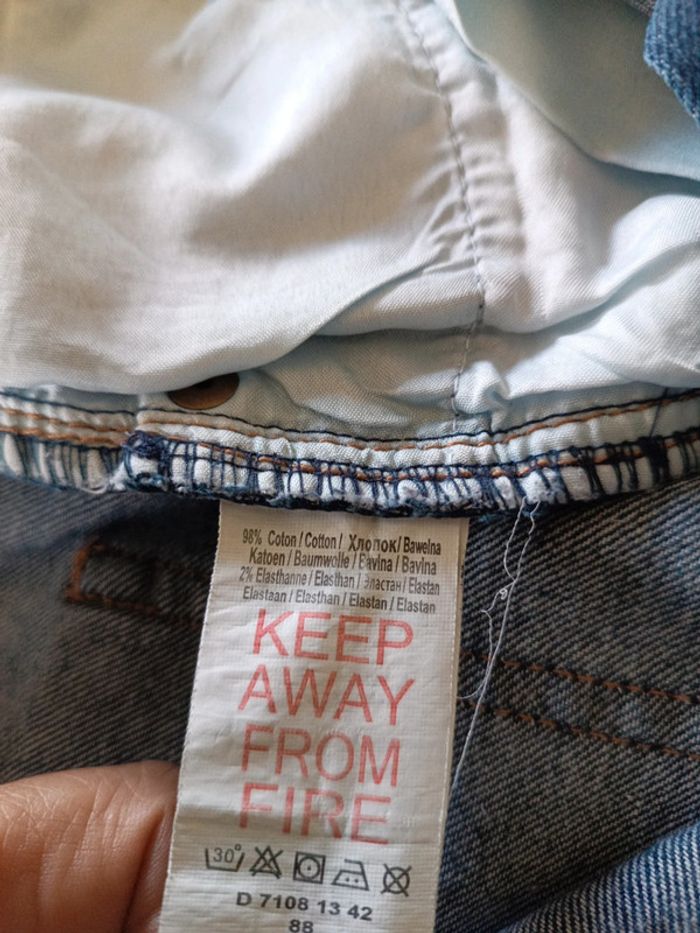 98% Coton / Cotton / Хлопок / Bawełna
Katoen / Baumwolle / Bavlna / Bavlna
2% Elasthanne / Elasthan / Эластан / Elastan
Elastaan / Elasthan / Elastan / Elastan
KEEP
AWAY
FROM
FIRE
30°
D 7108 13 42
88